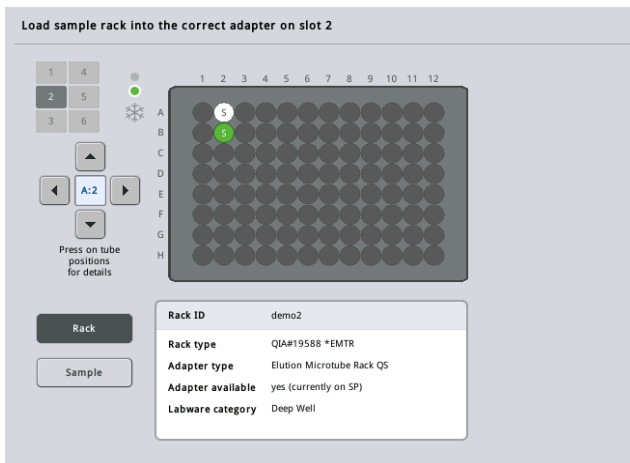 Load sample rack into the correct adapter on slot 2
1 4
2 5
3 6
1 2 3 4 5 6 7 8 9 10 11 12
A S
B S
C
D
E
F
G
H
A:2
Press on tube
positions
for details
Rack
Sample
Rack ID demo2
Rack type QIA#19588 *EMTR
Adapter type Elution Microtube Rack QS
Adapter available yes (currently on SP)
Labware category Deep Well